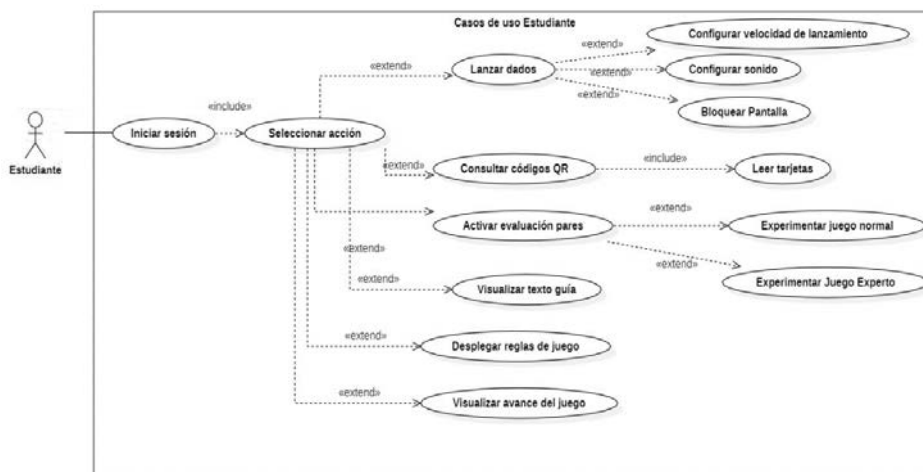 Casos de uso Estudiante
Configurar velocidad de lanzamiento
«extend»
«extend»
Lanzar dados
«extend»
Configurar sonido
«extend»
Bloquear Pantalla
«include»
Estudiante
Iniciar sesión
Seleccionar acción
«extend»
Consultar códigos QR
«include»
Leer tarjetas
Activar evaluación pares
«extend»
Experimentar juego normal
«extend»
«extend»
Experimentar Juego Experto
Visualizar texto guía
«extend»
Desplegar reglas de juego
«extend»
Visualizar avance del juego